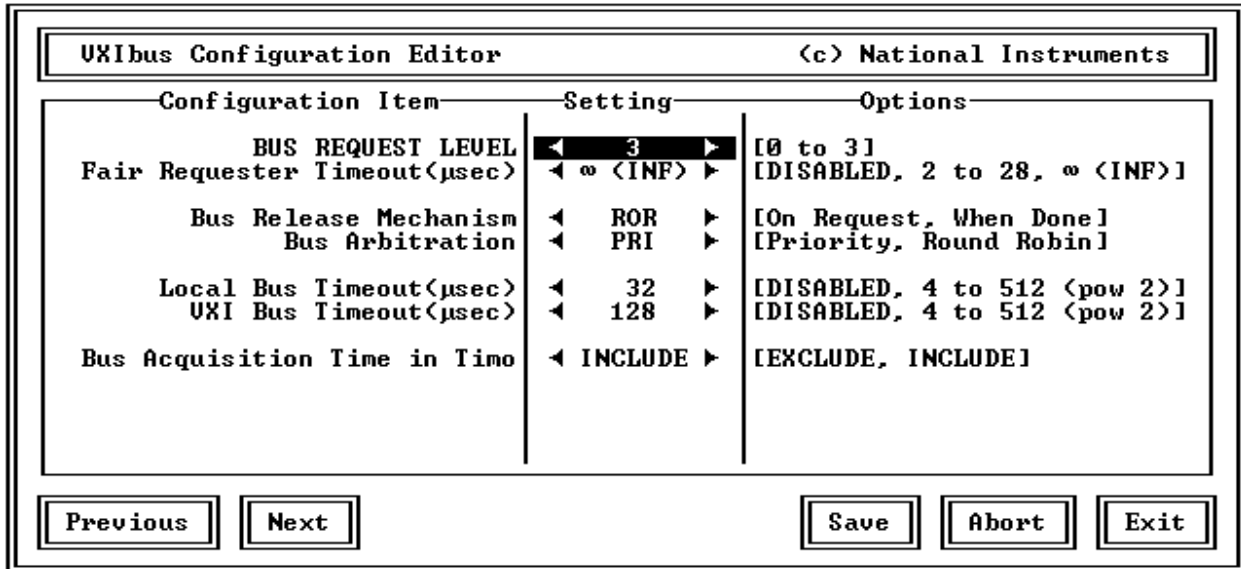 VXIbus Configuration Editor (c) National Instruments
Configuration Item Setting Options
BUS REQUEST LEVEL ◄ 3 ► [0 to 3]
Fair Requester Timeout(µsec) ◄ ∞ (INF) ► [DISABLED, 2 to 28, ∞ (INF)]
Bus Release Mechanism ◄ ROR ► [On Request, When Done]
Bus Arbitration ◄ PRI ► [Priority, Round Robin]
Local Bus Timeout(µsec) ◄ 32 ► [DISABLED, 4 to 512 (pow 2)]
VXI Bus Timeout(µsec) ◄ 128 ► [DISABLED, 4 to 512 (pow 2)]
Bus Acquisition Time in Timo ◄ INCLUDE ► [EXCLUDE, INCLUDE]
Previous Next Save Abort Exit